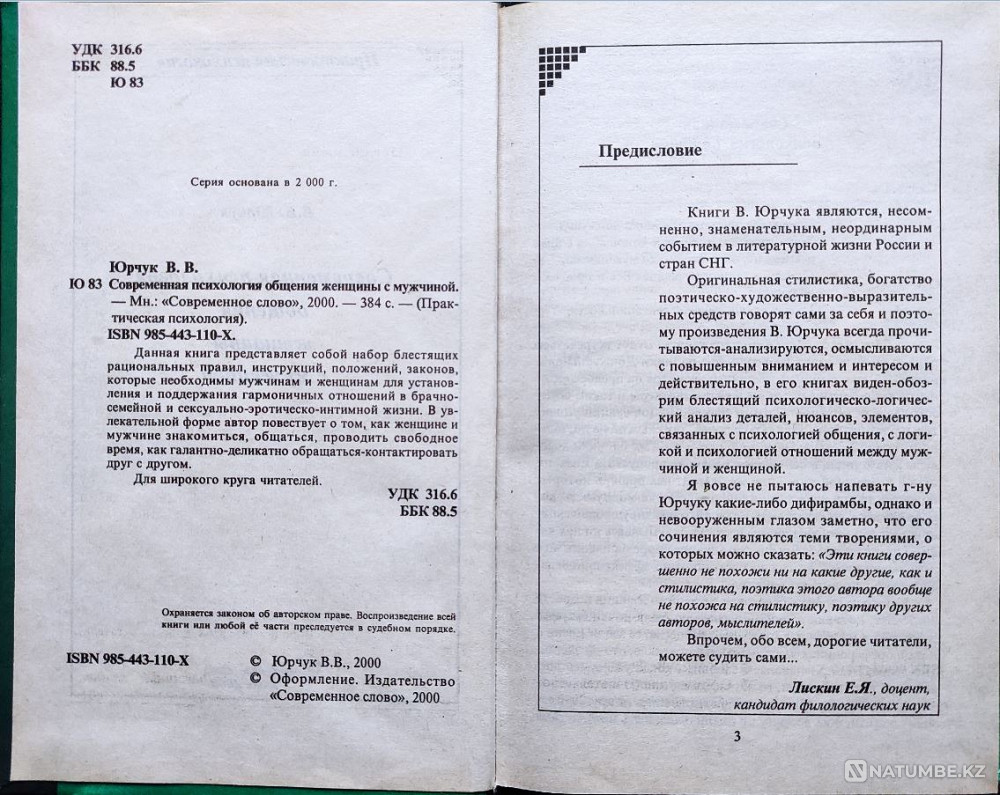 УДК 316.6
ББК 88.5
Ю 83
Серия основана в 2 000 г.
Юрчук В. В.
Ю 83 Современная психология общения женщины с мужчиной.
— Мн.: «Современное слово», 2000. — 384 с. — (Прак-
тическая психология).
ISBN 985-443-110-X.
Данная книга представляет собой набор блестящих
рациональных правил, инструкций, положений, законов,
которые необходимы мужчинам и женщинам для установ-
ления и поддержания гармоничных отношений в брачно-
семейной и сексуально-эротическо-интимной жизни. В ув-
лекательной форме автор повествует о том, как женщине и
мужчине знакомиться, общаться, проводить свободное
время, как галантно-деликатно обращаться-контактировать
друг с другом.
Для широкого круга читателей.
УДК 316.6
ББК 88.5
Охраняется законом об авторском праве. Воспроизведение всей
книги или любой её части преследуется в судебном порядке.
ISBN 985-443-110-X
© Юрчук В.В., 2000
© Оформление. Издательство
«Современное слово», 2000
Предисловие
Книги В. Юрчука являются, несом-
ненно, знаменательным, неординарным
событием в литературной жизни России и
стран СНГ.
Оригинальная стилистика, богатство
поэтическо-художественно-выразитель-
ных средств говорят сами за себя и поэто-
му произведения В. Юрчука всегда прочи-
тываются-анализируются, осмысливаются
с повышенным вниманием и интересом и
действительно, в его книгах виден-обоз-
рим блестящий психологическо-логичес-
кий анализ деталей, нюансов, элементов,
связанных с психологией общения, с логи-
кой и психологией отношений между муж-
чиной и женщиной.
Я вовсе не пытаюсь напевать г-ну
Юрчуку какие-либо дифирамбы, однако и
невооруженным глазом заметно, что его
сочинения являются теми творениями, о
которых можно сказать: «Эти книги совер-
шенно не похожи ни на какие другие, как и
стилистика, поэтика этого автора вообще
не похожа на стилистику, поэтику других
авторов, мыслителей».
Впрочем, обо всем, дорогие читатели,
можете судить сами...
Лискин Е.Я., доцент,
кандидат филологических наук
3
NATUMBE.KZ